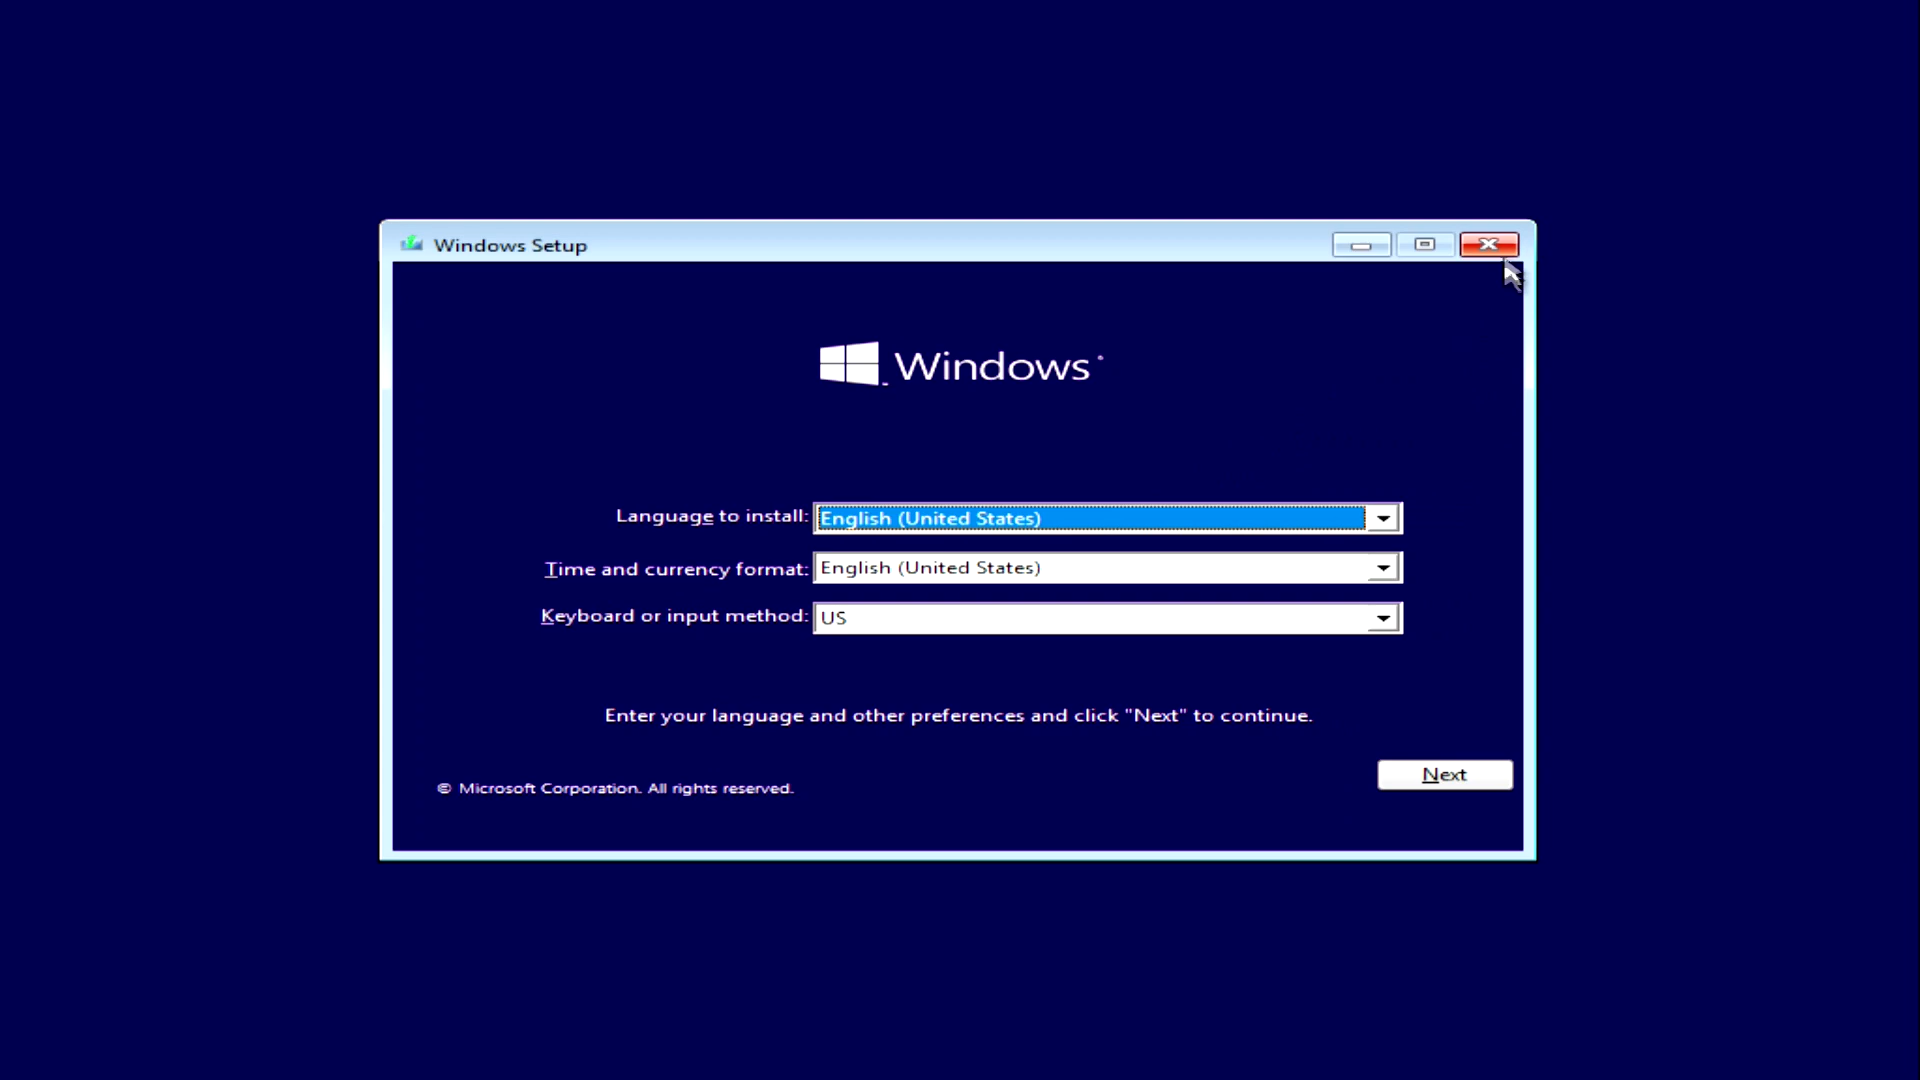 Windows Setup
Windows
Language to install: English (United States)
Time and currency format: English (United States)
Keyboard or input method: US
Enter your language and other preferences and click "Next" to continue.
Next
© Microsoft Corporation. All rights reserved.